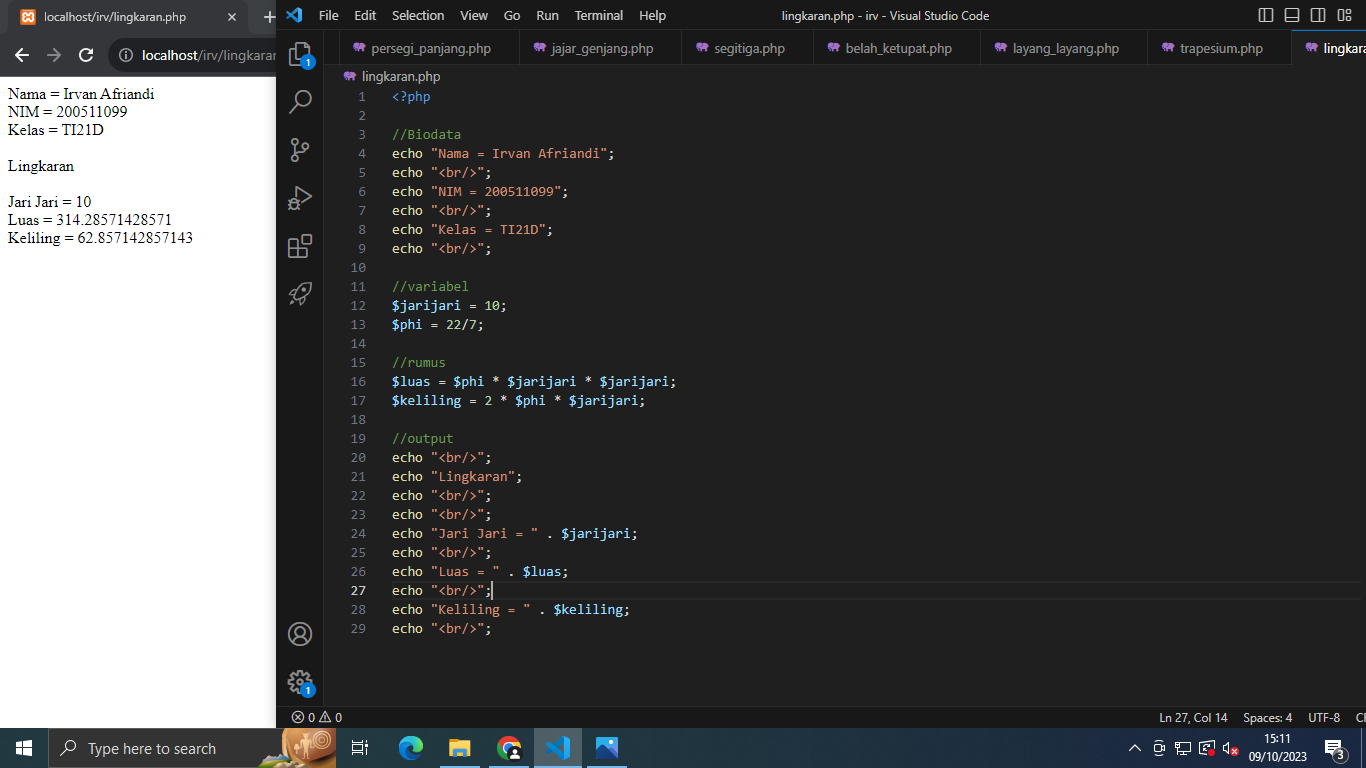 localhost/irv/lingkaran.php
localhost/irv/lingkaran
Nama = Irvan Afriandi
NIM = 200511099
Kelas = TI21D
Lingkaran
Jari Jari = 10
Luas = 314.28571428571
Keliling = 62.857142857143
File Edit Selection View Go Run Terminal Help
lingkaran.php - irv - Visual Studio Code
persegi_panjang.php jajar_genjang.php segitiga.php belah_ketupat.php layang_layang.php trapesium.php lingkara
1
lingkaran.php
1 <?php
2
3 //Biodata
4 echo "Nama = Irvan Afriandi";
5 echo "<br/>";
6 echo "NIM = 200511099";
7 echo "<br/>";
8 echo "Kelas = TI21D";
9 echo "<br/>";
10
11 //variabel
12 $jarijari = 10;
13 $phi = 22/7;
14
15 //rumus
16 $luas = $phi * $jarijari * $jarijari;
17 $keliling = 2 * $phi * $jarijari;
18
19 //output
20 echo "<br/>";
21 echo "Lingkaran";
22 echo "<br/>";
23 echo "<br/>";
24 echo "Jari Jari = " . $jarijari;
25 echo "<br/>";
26 echo "Luas = " . $luas;
27 echo "<br/>";
28 echo "Keliling = " . $keliling;
29 echo "<br/>";
1
0 0
Ln 27, Col 14 Spaces: 4 UTF-8 C
Type here to search
15:11
09/10/2023
3